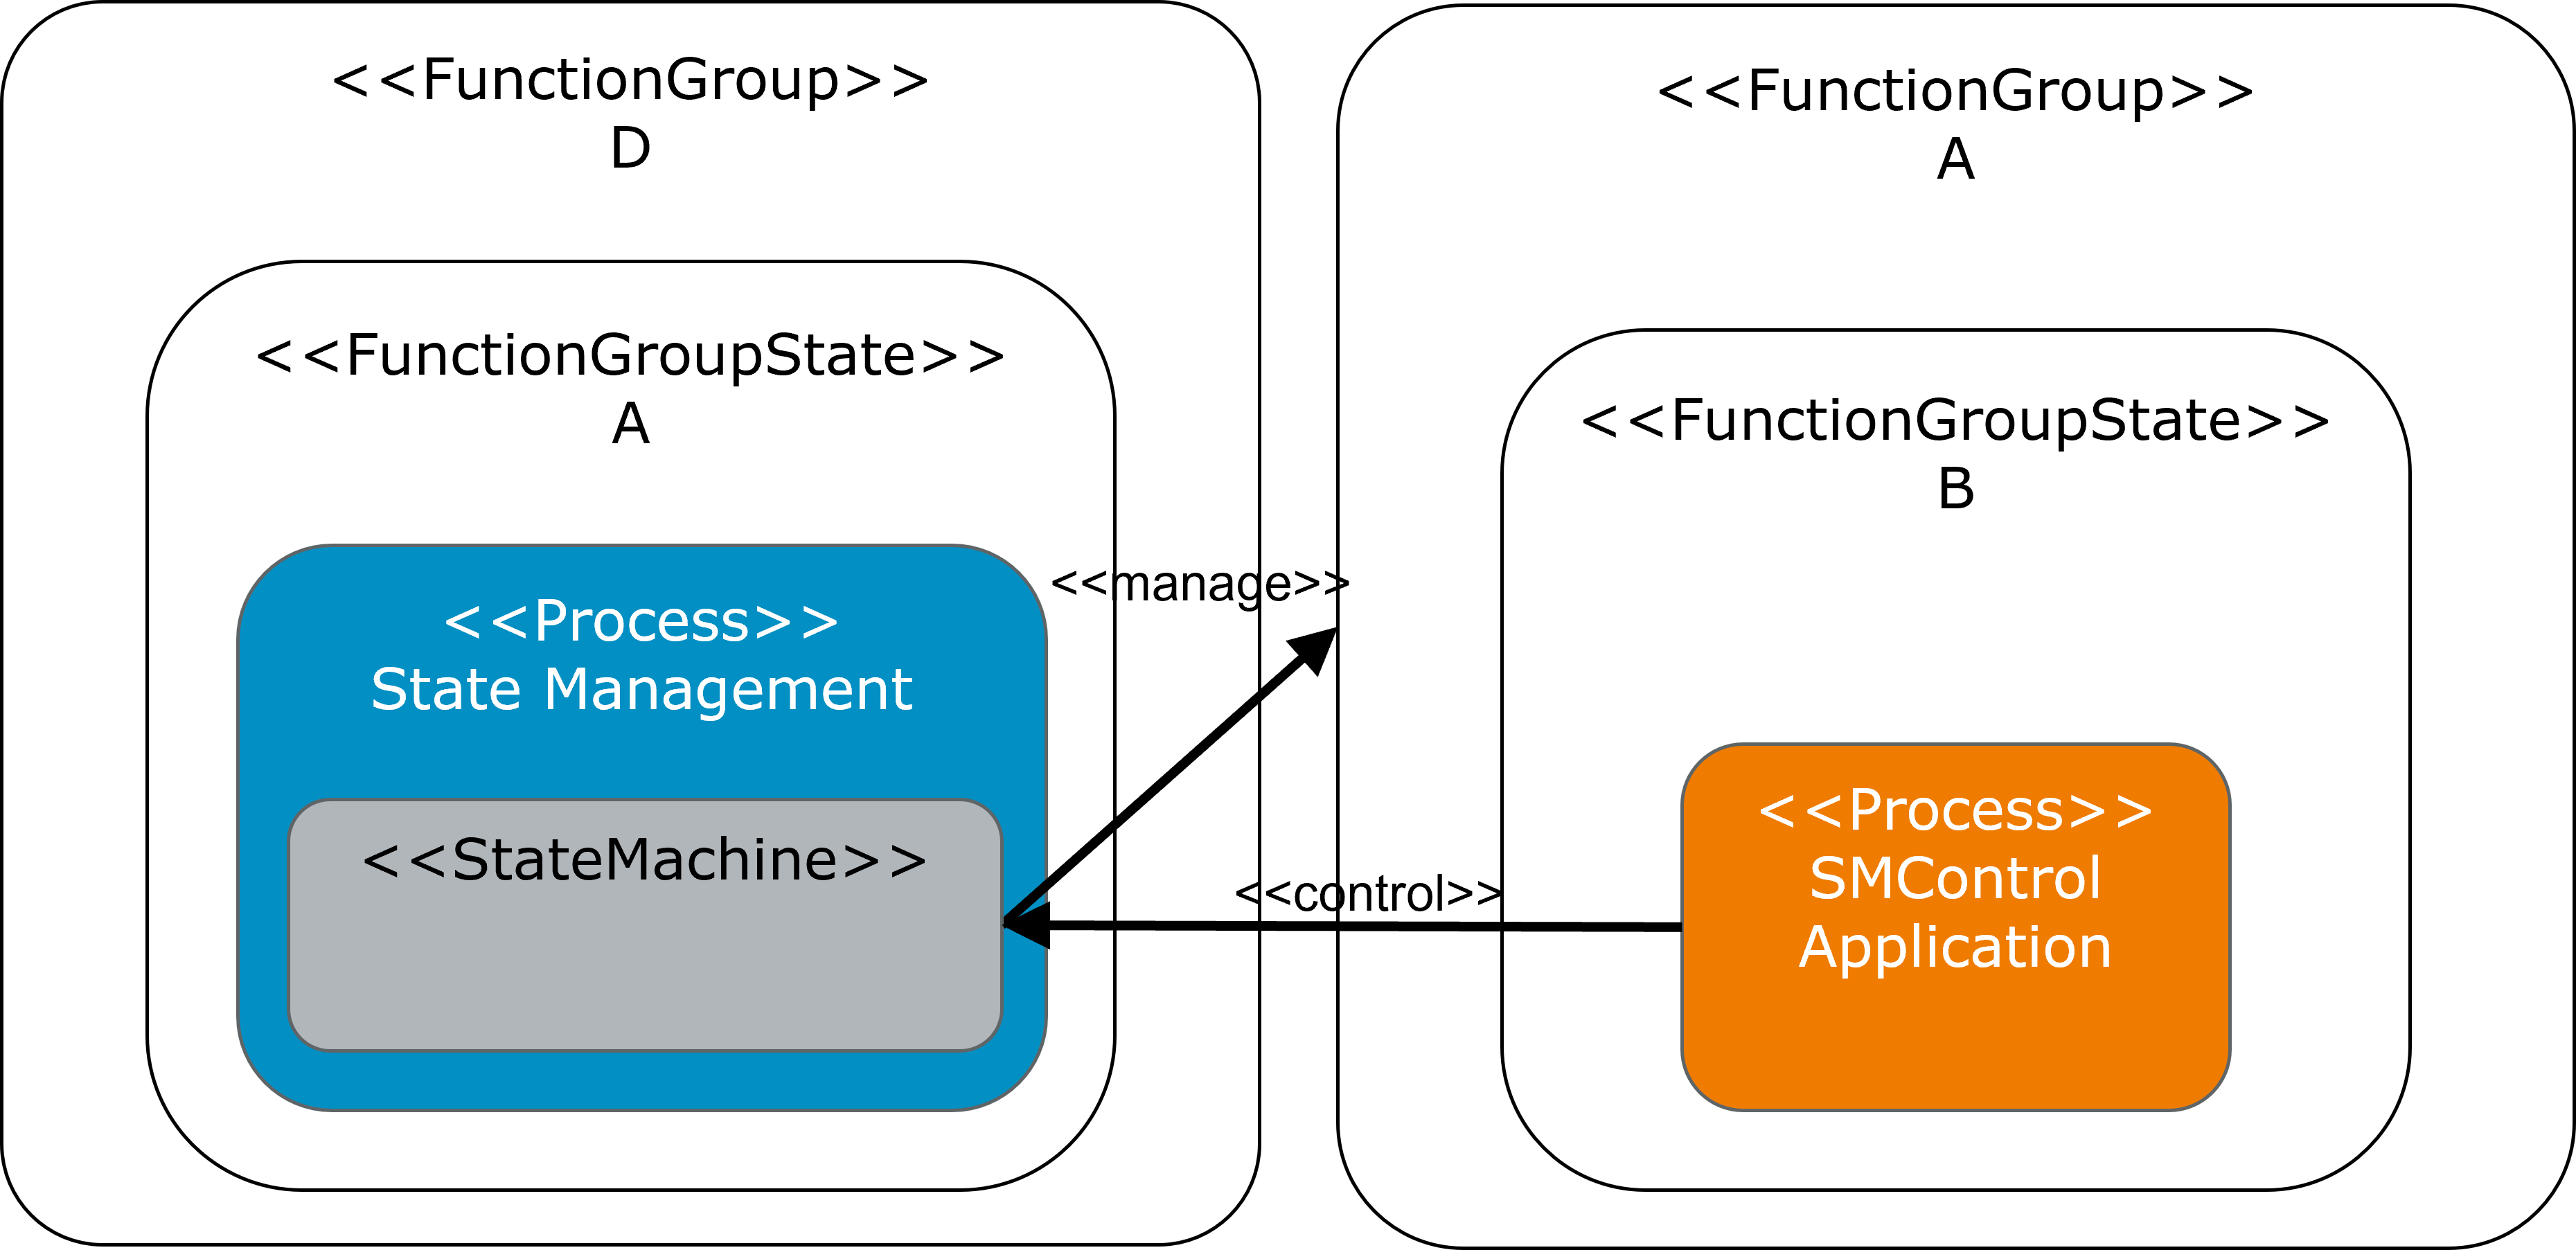 <<FunctionGroup>>
D
<<FunctionGroupState>>
A
<<Process>>
State Management
<<StateMachine>>
<<manage>>
<<control>>
<<FunctionGroup>>
A
<<FunctionGroupState>>
B
<<Process>>
SMControl
Application